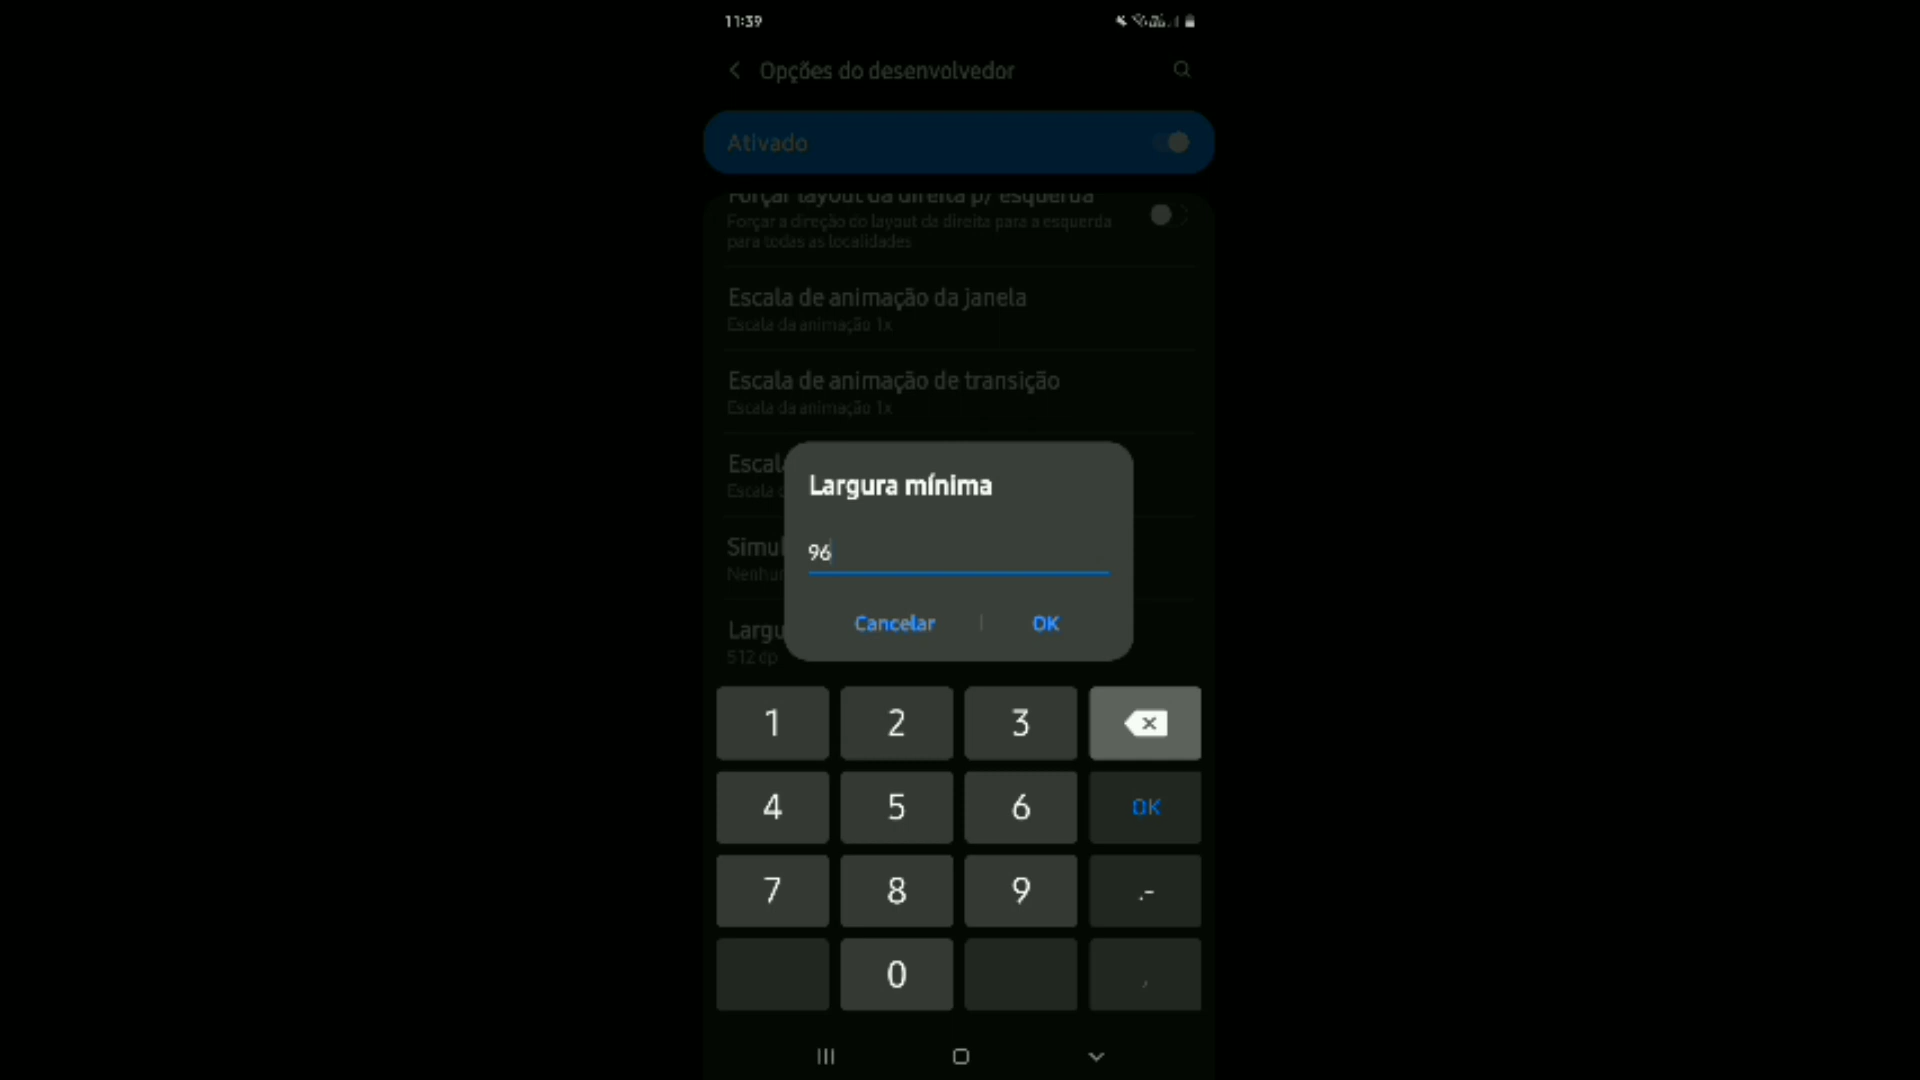 11:39
Opções do desenvolvedor
Ativado
Forçar layout da direita p/ esquerda
Forçar a direção do layout da direita para a esquerda
para todas as localidades
Escala de animação da janela
Escala da animação 1x
Escala de animação de transição
Escala da animação 1x
Escal
Escala
Simul
Nenhu
Largu
512 dp
Largura mínima
96
Cancelar | OK
1 2 3
4 5 6 OK
7 8 9 .-
0 ,